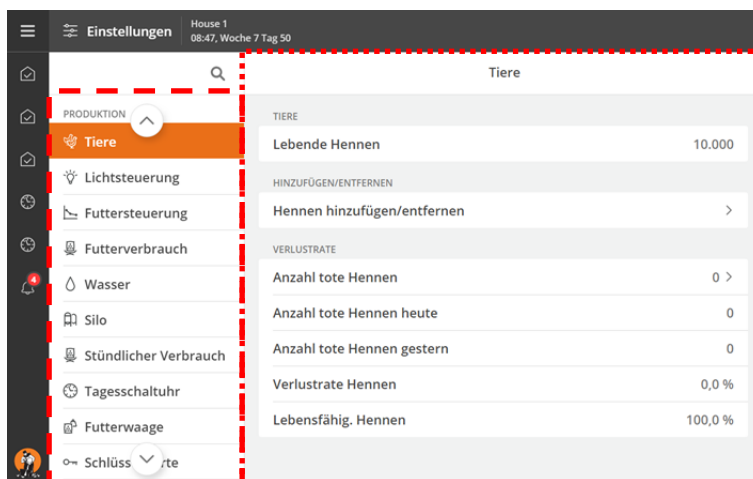 Einstellungen
House 1
08:47, Woche 7 Tag 50
Tiere
PRODUKTION
Tiere
Lichtsteuerung
Futtersteuerung
Futterverbrauch
Wasser
Silo
Stündlicher Verbrauch
Tagesschaltuhr
Futterwaage
4
TIERE
Lebende Hennen 10.000
HINZUFÜGEN/ENTFERNEN
Hennen hinzufügen/entfernen
VERLUSTRATE
Anzahl tote Hennen 0
Anzahl tote Hennen heute 0
Anzahl tote Hennen gestern 0
Verlustrate Hennen 0,0 %
Lebensfähig. Hennen 100,0 %